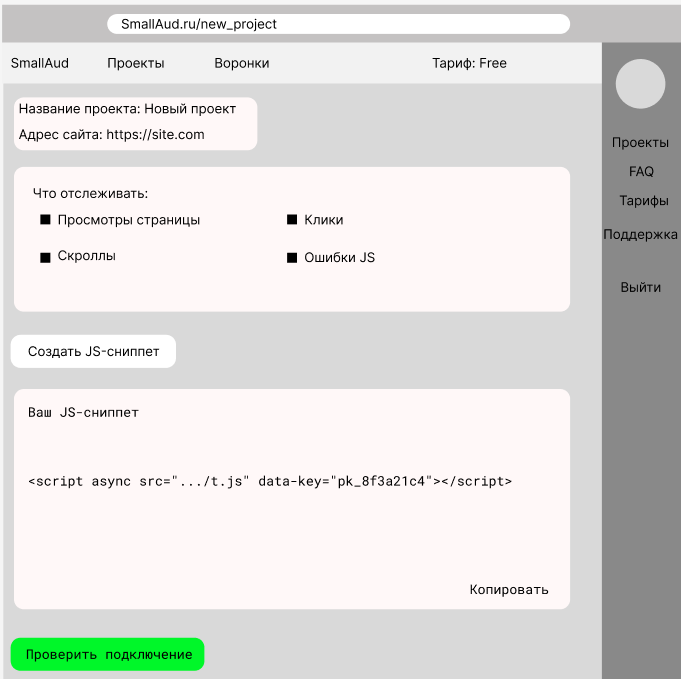 SmallAud.ru/new_project
SmallAud Проекты Воронки Тариф: Free
Название проекта: Новый проект
Адрес сайта: https://site.com
Что отслеживать:
Просмотры страницы Клики
Скроллы Ошибки JS
Создать JS-сниппет
Ваш JS-сниппет
<script async src=".../t.js" data-key="pk_8f3a21c4"></script>
Копировать
Проверить подключение
Проекты
FAQ
Тарифы
Поддержка
Выйти